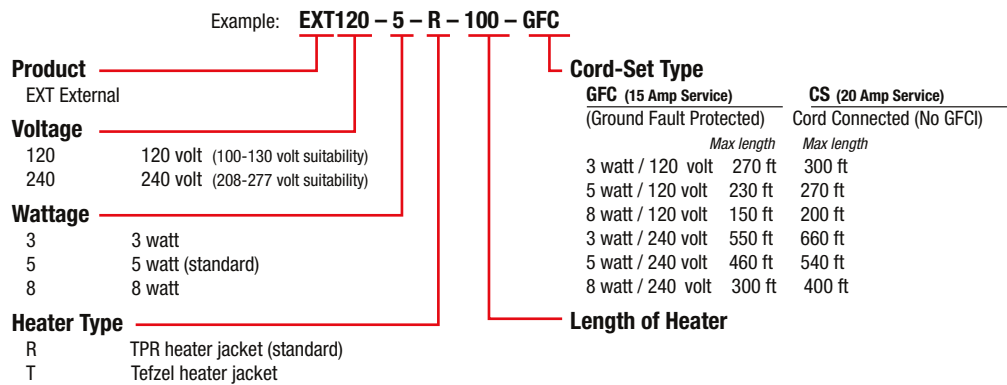 Example: EXT120 – 5 – R – 100 – GFC
Product
EXT External
Voltage
120 120 volt (100-130 volt suitability)
240 240 volt (208-277 volt suitability)
Wattage
3 3 watt
5 5 watt (standard)
8 8 watt
Heater Type
R TPR heater jacket (standard)
T Tefzel heater jacket
Cord-Set Type
GFC (15 Amp Service) CS (20 Amp Service)
(Ground Fault Protected) Cord Connected (No GFCI)
Max length Max length
3 watt / 120 volt 270 ft 300 ft
5 watt / 120 volt 230 ft 270 ft
8 watt / 120 volt 150 ft 200 ft
3 watt / 240 volt 550 ft 660 ft
5 watt / 240 volt 460 ft 540 ft
8 watt / 240 volt 300 ft 400 ft
Length of Heater